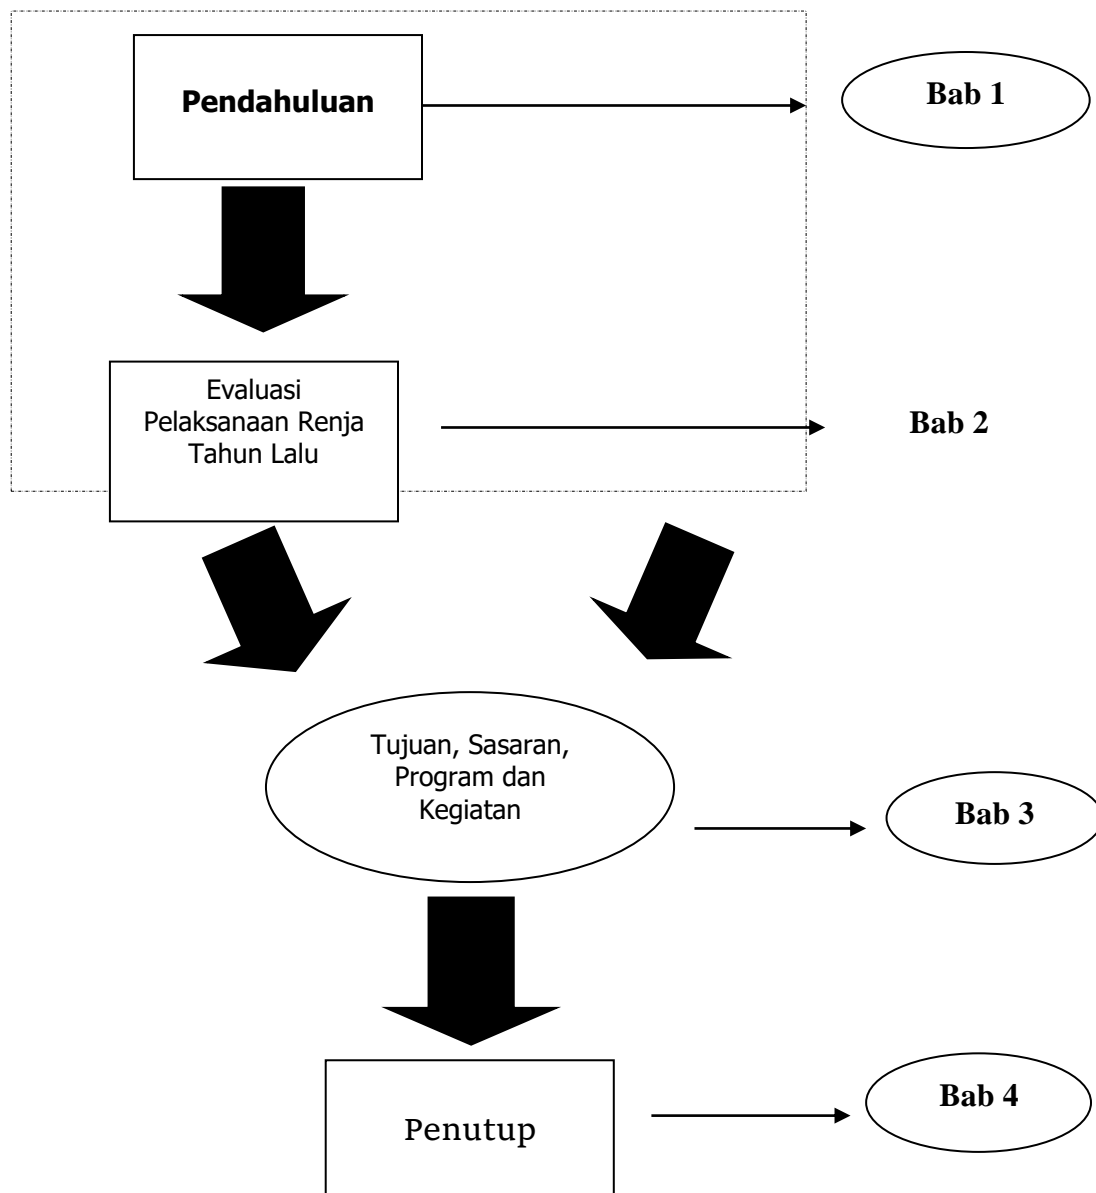 Pendahuluan
Bab 1
Evaluasi
Pelaksanaan Renja
Tahun Lalu
Bab 2
Tujuan, Sasaran,
Program dan
Kegiatan
Bab 3
Penutup
Bab 4